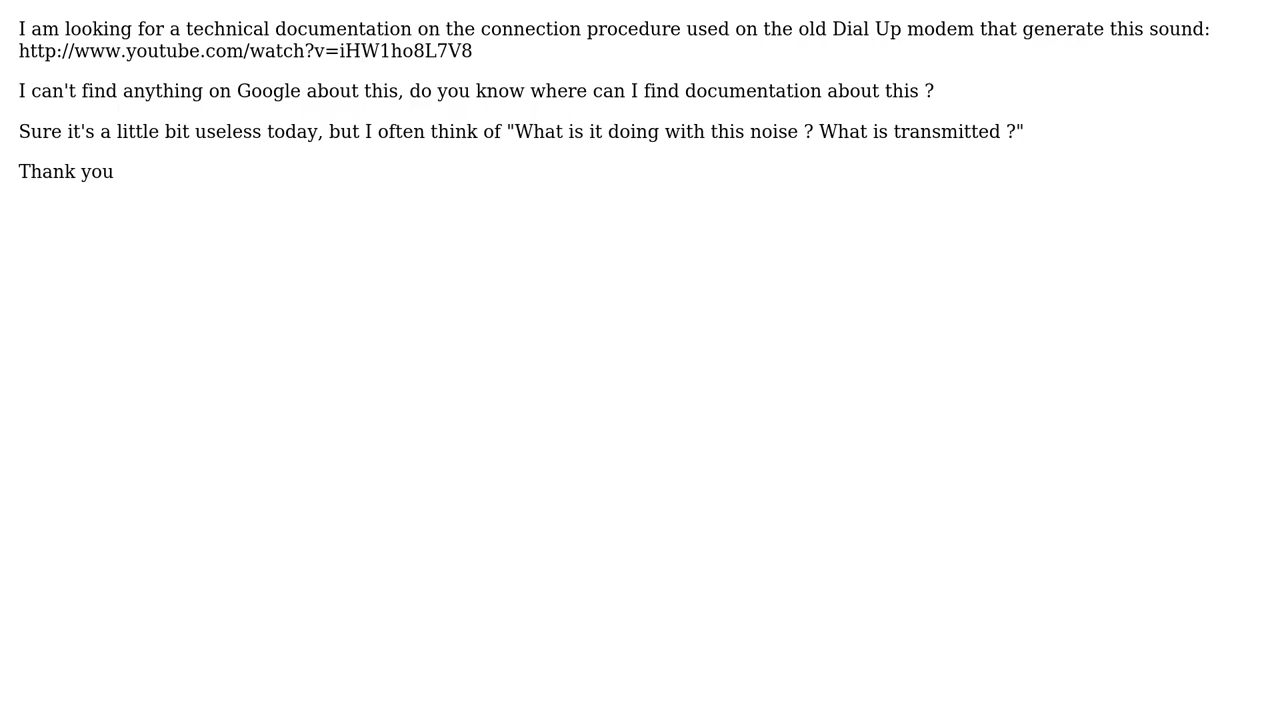 I am looking for a technical documentation on the connection procedure used on the old Dial Up modem that generate this sound:
http://www.youtube.com/watch?v=iHW1ho8L7V8
I can't find anything on Google about this, do you know where can I find documentation about this ?
Sure it's a little bit useless today, but I often think of "What is it doing with this noise ? What is transmitted ?"
Thank you